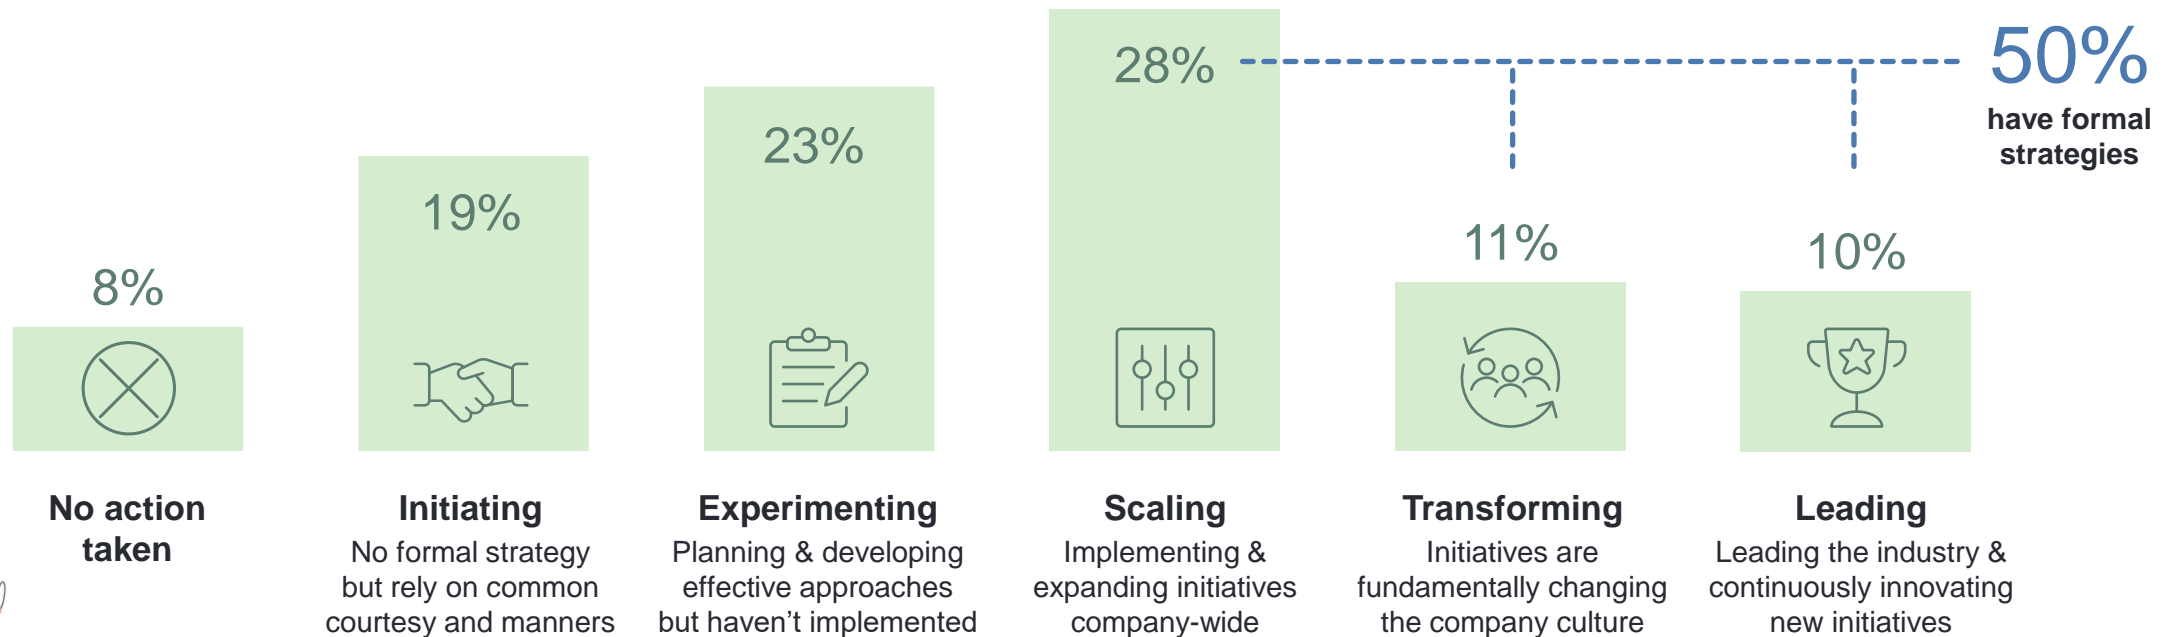 8%
19%
23%
28%
11%
10%
50%
have formal
strategies
No action
taken
Initiating
No formal strategy
but rely on common
courtesy and manners
Experimenting
Planning & developing
effective approaches
but haven’t implemented
Scaling
Implementing &
expanding initiatives
company-wide
Transforming
Initiatives are
fundamentally changing
the company culture
Leading
Leading the industry &
continuously innovating
new initiatives